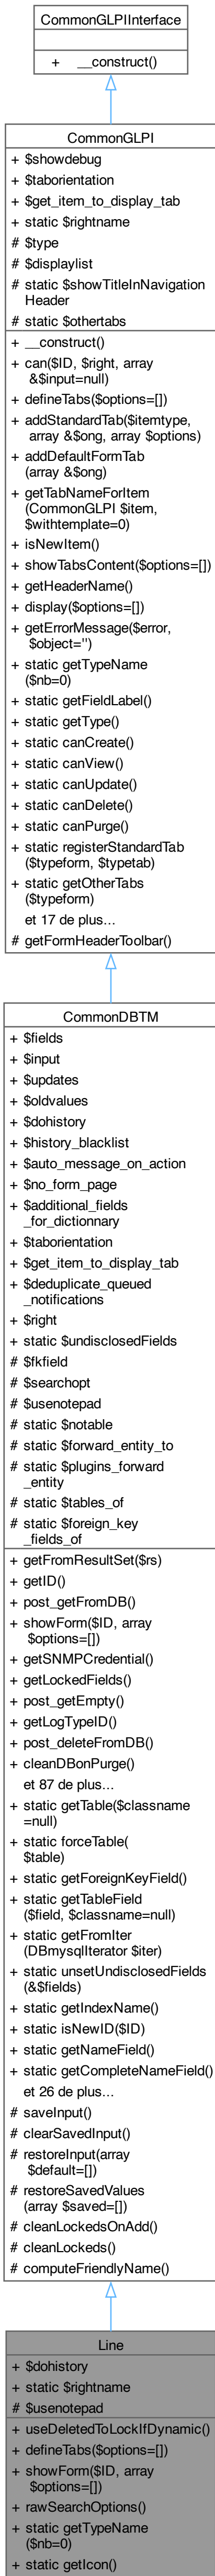 CommonGLPIInterface
+ __construct()
CommonGLPI
+ $showdebug
+ $taborientation
+ $get_item_to_display_tab
+ static $rightname
# $type
# $displaylist
# static $showTitleInNavigation
Header
# static $othertabs
+ __construct()
+ can($ID, $right, array
&$input=null)
+ defineTabs($options=[])
+ addStandardTab($itemtype,
array &$ong, array $options)
+ addDefaultFormTab
(array &$ong)
+ getTabNameForItem
(CommonGLPI $item,
$withtemplate=0)
+ isNewItem()
+ showTabsContent($options=[])
+ getHeaderName()
+ display($options=[])
+ getErrorMessage($error,
$object='')
+ static getTypeName
($nb=0)
+ static getFieldLabel()
+ static getType()
+ static canCreate()
+ static canView()
+ static canUpdate()
+ static canDelete()
+ static canPurge()
+ static registerStandardTab
($typeform, $typetab)
+ static getOtherTabs
($typeform)
et 17 de plus...
# getFormHeaderToolbar()
CommonDBTM
+ $fields
+ $input
+ $updates
+ $oldvalues
+ $dohistory
+ $history_blacklist
+ $auto_message_on_action
+ $no_form_page
+ $additional_fields
_for_dictionnary
+ $taborientation
+ $get_item_to_display_tab
+ $deduplicate_queued
_notifications
+ $right
+ static $undisclosedFields
# $fkfield
# $searchopt
# $usenotepad
# static $notable
# static $forward_entity_to
# static $plugins_forward
_entity
# static $tables_of
# static $foreign_key
_fields_of
+ getFromResultSet($rs)
+ getID()
+ post_getFromDB()
+ showForm($ID, array
$options=[])
+ getSNMPCredential()
+ getLockedFields()
+ post_getEmpty()
+ getLogTypeID()
+ post_deleteFromDB()
+ cleanDBonPurge()
et 87 de plus...
+ static getTable($classname
=null)
+ static forceTable(
$table)
+ static getForeignKeyField()
+ static getTableField
($field, $classname=null)
+ static getFromIter
(DBmysqlIterator $iter)
+ static unsetUndisclosedFields
(&$fields)
+ static getIndexName()
+ static isNewID($ID)
+ static getNameField()
+ static getCompleteNameField()
et 26 de plus...
# saveInput()
# clearSavedInput()
# restoreInput(array
$default=[])
# restoreSavedValues
(array $saved=[])
# cleanLockedsOnAdd()
# cleanLockeds()
# computeFriendlyName()
Line
+ $dohistory
+ static $rightname
# $usenotepad
+ useDeletedToLockIfDynamic()
+ defineTabs($options=[])
+ showForm($ID, array
$options=[])
+ rawSearchOptions()
+ static getTypeName
($nb=0)
+ static getIcon()